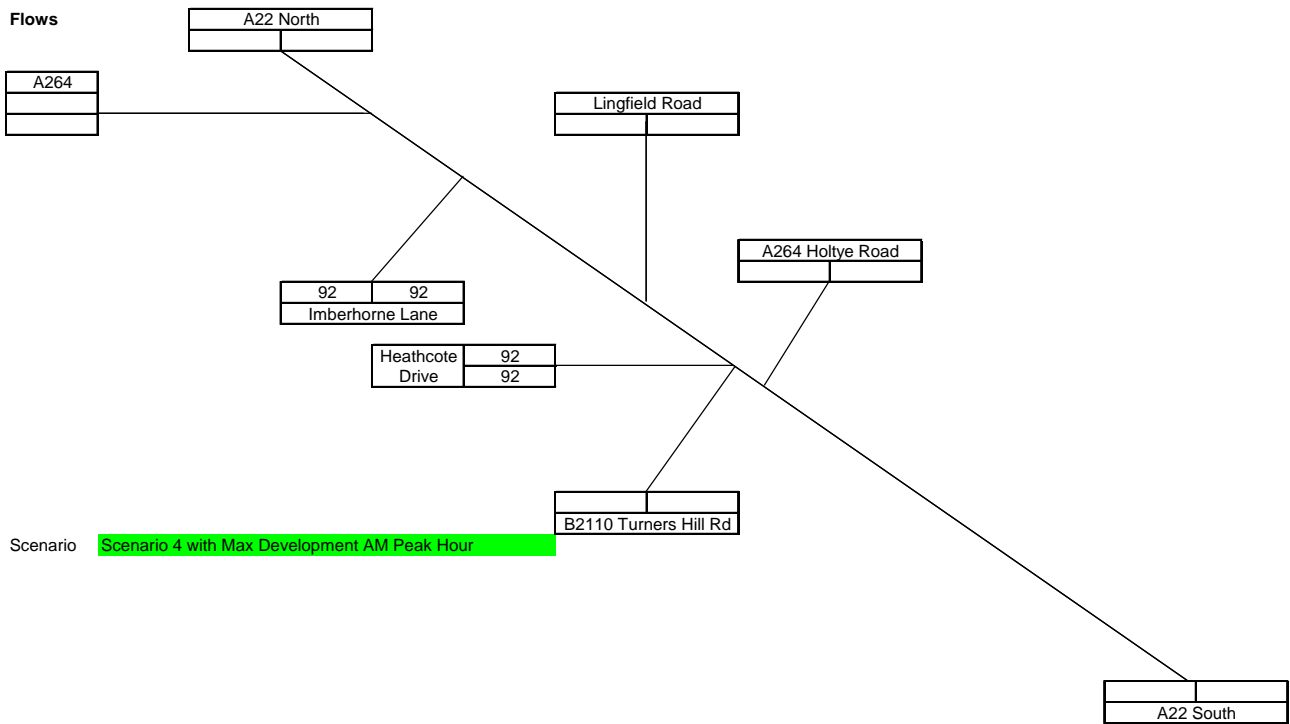 Flows
A22 North
A264
Lingfield Road
A264 Holtye Road
92 92
Imberhorne Lane
Heathcote 92
Drive 92
B2110 Turners Hill Rd
Scenario Scenario 4 with Max Development AM Peak Hour
A22 South